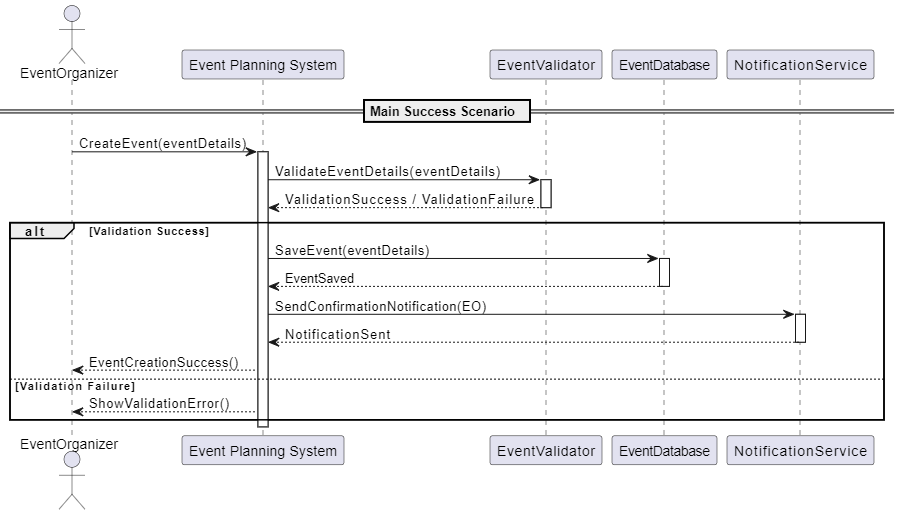 EventOrganizer
Event Planning System
EventValidator
EventDatabase
NotificationService
Main Success Scenario
CreateEvent(eventDetails)
ValidateEventDetails(eventDetails)
ValidationSuccess / ValidationFailure
alt
[Validation Success]
SaveEvent(eventDetails)
EventSaved
SendConfirmationNotification(EO)
NotificationSent
EventCreationSuccess()
[Validation Failure]
ShowValidationError()
EventOrganizer
Event Planning System
EventValidator
EventDatabase
NotificationService